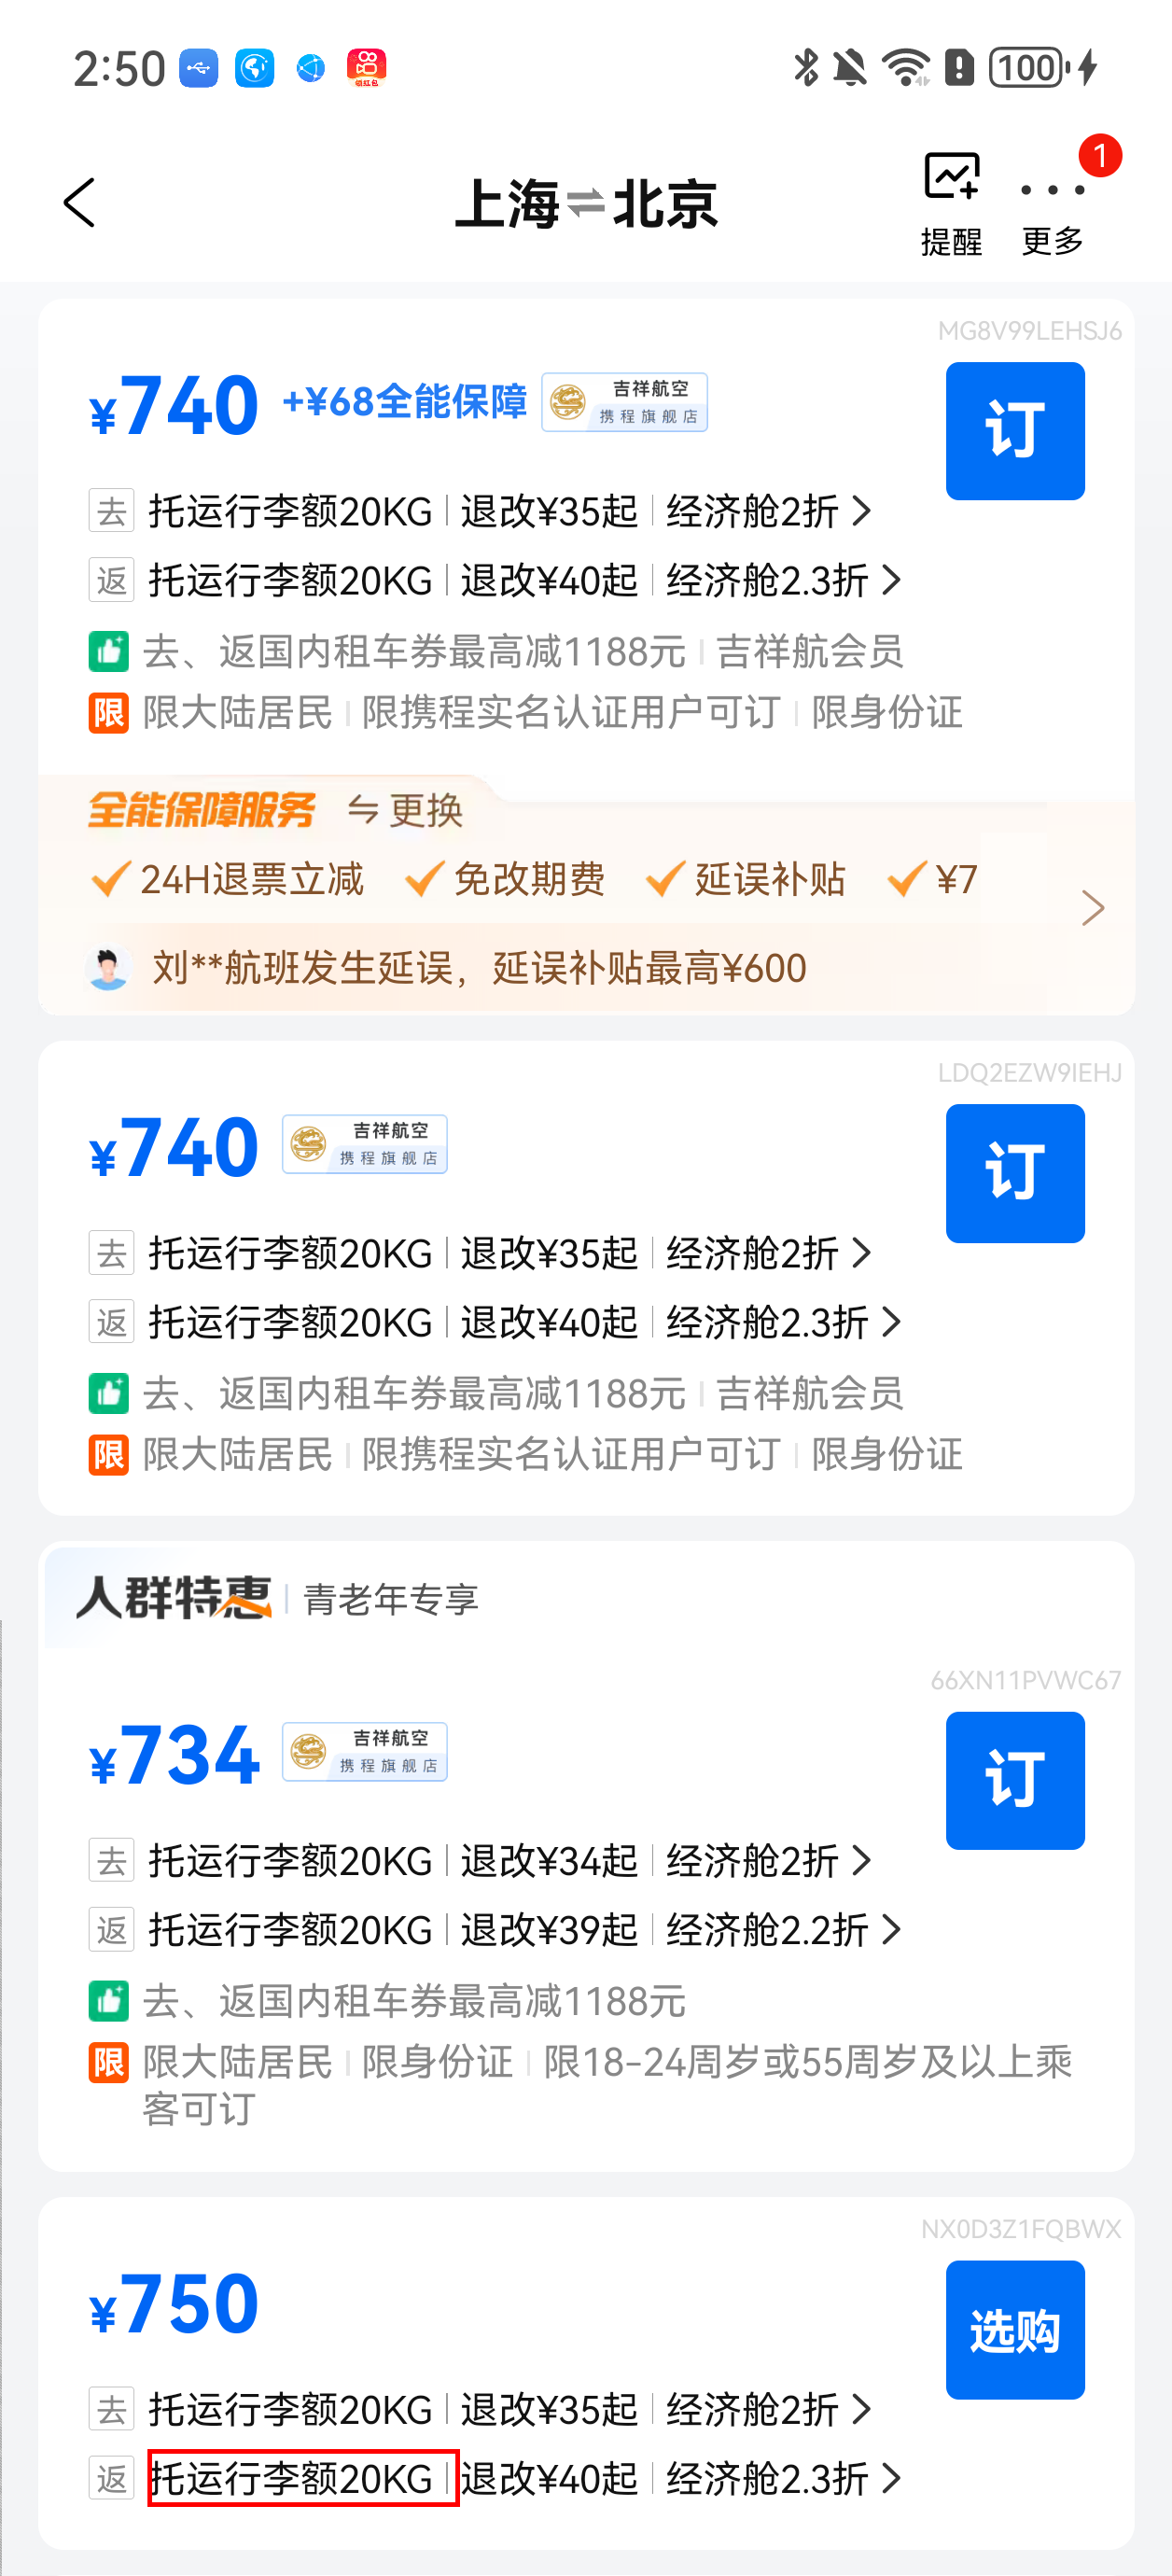 2:50
领红包
100
上海⇌北京
提醒
更多
1
MG8V99LEHSJ6
¥740 +¥68全能保障 吉祥航空 携程旗舰店
订
去 托运行李额20KG | 退改¥35起 | 经济舱2折 >
返 托运行李额20KG | 退改¥40起 | 经济舱2.3折 >
去、返国内租车券最高减1188元 | 吉祥航会员
限 限大陆居民 | 限携程实名认证用户可订 | 限身份证
全能保障服务 ⇋ 更换
24H退票立减 免改期费 延误补贴 ¥7
刘**航班发生延误，延误补贴最高¥600
LDQ2EZW9IEHJ
¥740 吉祥航空 携程旗舰店
订
去 托运行李额20KG | 退改¥35起 | 经济舱2折 >
返 托运行李额20KG | 退改¥40起 | 经济舱2.3折 >
去、返国内租车券最高减1188元 | 吉祥航会员
限 限大陆居民 | 限携程实名认证用户可订 | 限身份证
人群特惠 | 青老年专享
66XN11PVWC67
¥734 吉祥航空 携程旗舰店
订
去 托运行李额20KG | 退改¥34起 | 经济舱2折 >
返 托运行李额20KG | 退改¥39起 | 经济舱2.2折 >
去、返国内租车券最高减1188元
限 限大陆居民 | 限身份证 | 限18-24周岁或55周岁及以上乘
客可订
NX0D3Z1FQBWX
¥750
选购
去 托运行李额20KG | 退改¥35起 | 经济舱2折 >
返 托运行李额20KG | 退改¥40起 | 经济舱2.3折 >